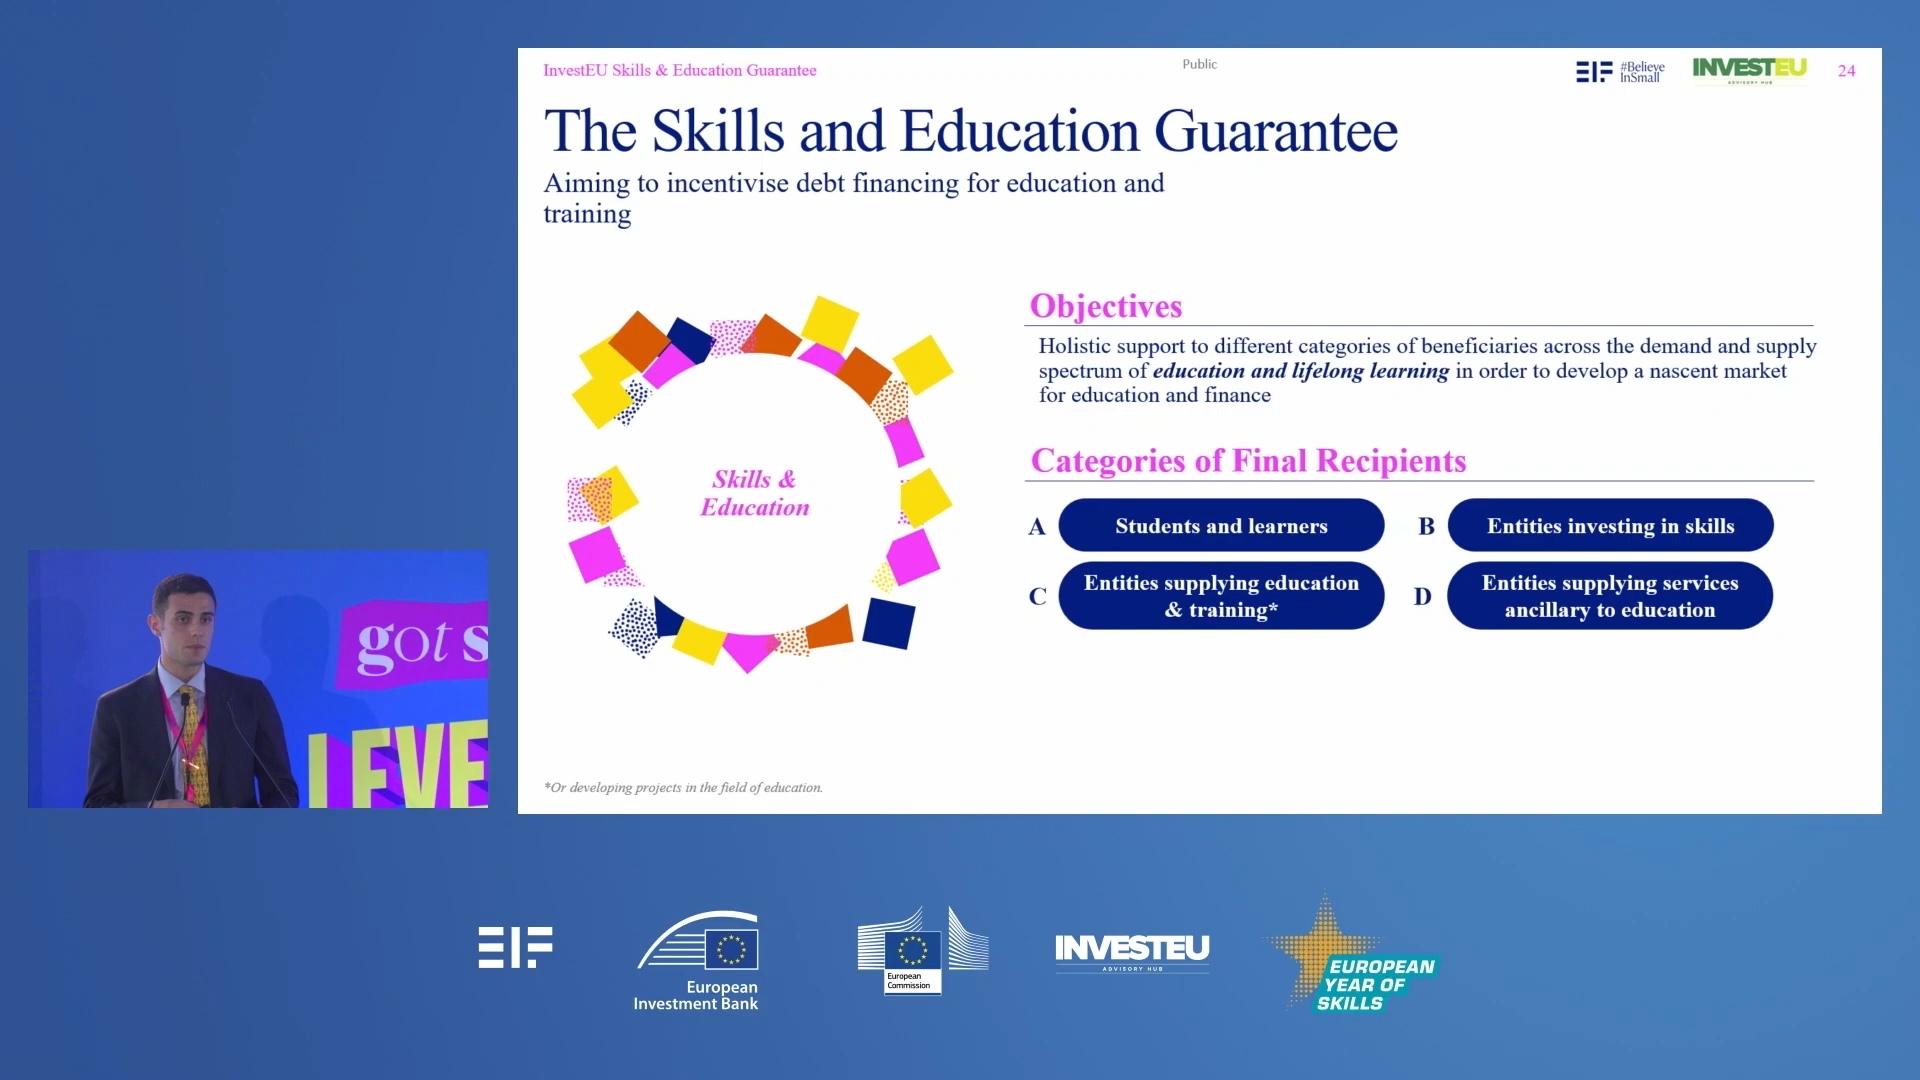 InvestEU Skills & Education Guarantee
Public
EIF
#Believe
InSmall
INVESTEU
ADVISORY HUB
24
The Skills and Education Guarantee
Aiming to incentivise debt financing for education and
training
Skills &
Education
Objectives
Holistic support to different categories of beneficiaries across the demand and supply
spectrum of education and lifelong learning in order to develop a nascent market
for education and finance
Categories of Final Recipients
A
Students and learners
B
Entities investing in skills
C
Entities supplying education
& training*
D
Entities supplying services
ancillary to education
*Or developing projects in the field of education.
got s
LEVE
EIF
European
Investment Bank
European
Commission
INVESTEU
ADVISORY HUB
EUROPEAN
YEAR OF
SKILLS